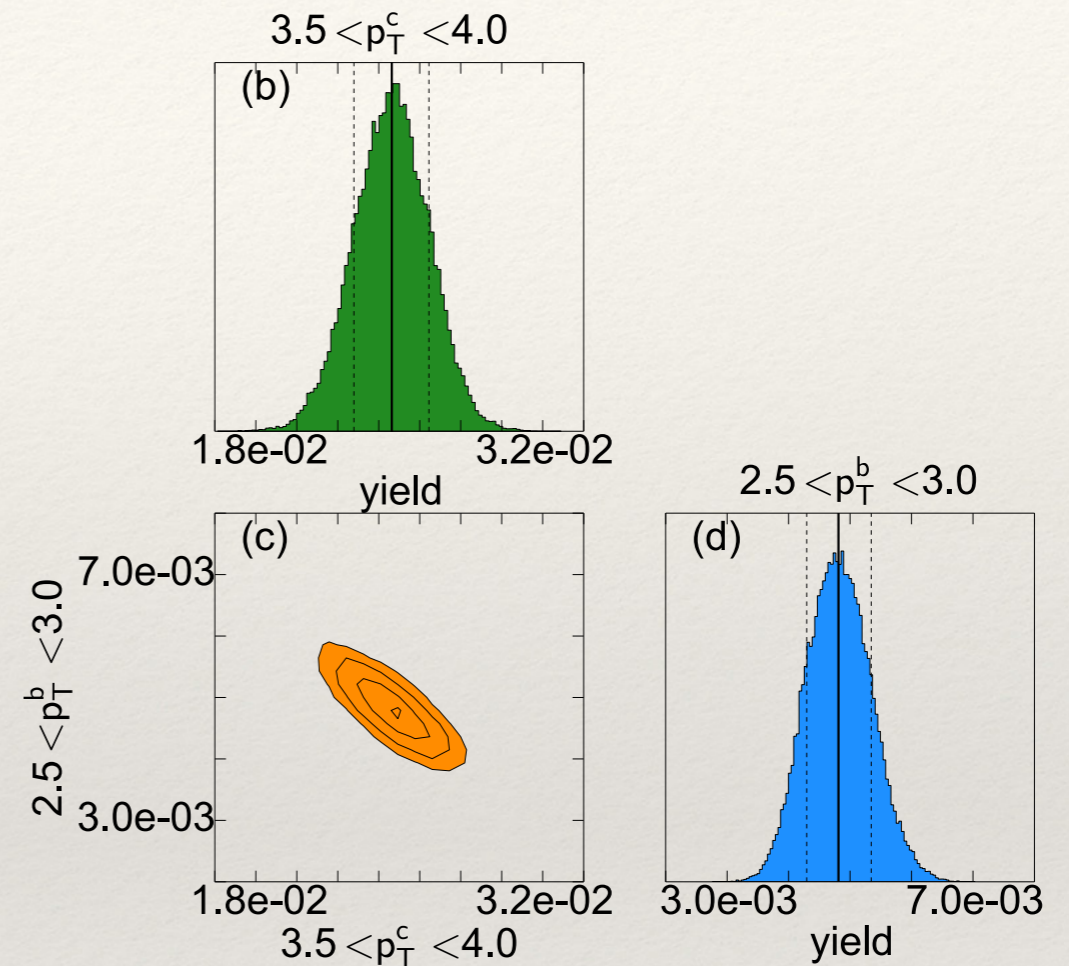 3.5 <p_T^c <4.0
(b)
1.8e-02 3.2e-02
yield
2.5 <p_T^b <3.0
(c)
7.0e-03
3.0e-03
2.5 <p_T^b <3.0
1.8e-02 3.2e-02
3.5 <p_T^c <4.0
(d)
3.0e-03 7.0e-03
yield